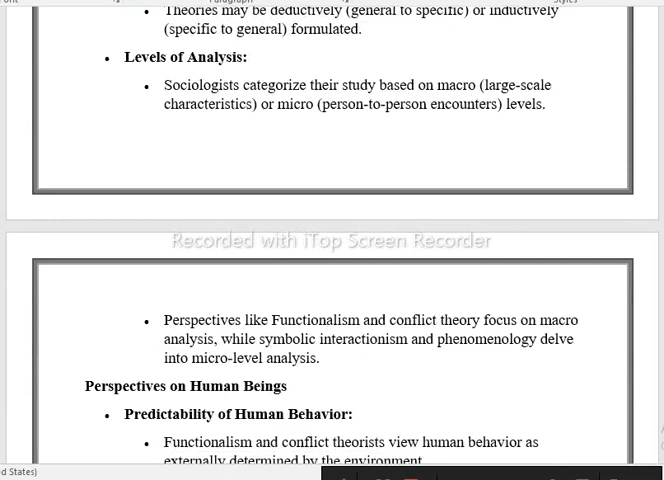 Paragraph
Styles
Theories may be deductively (general to specific) or inductively
(specific to general) formulated.
Levels of Analysis:
Sociologists categorize their study based on macro (large-scale
characteristics) or micro (person-to-person encounters) levels.
Recorded with iTop Screen Recorder
Perspectives like Functionalism and conflict theory focus on macro
analysis, while symbolic interactionism and phenomenology delve
into micro-level analysis.
Perspectives on Human Beings
Predictability of Human Behavior:
Functionalism and conflict theorists view human behavior as
externally determined by the environment
d States)